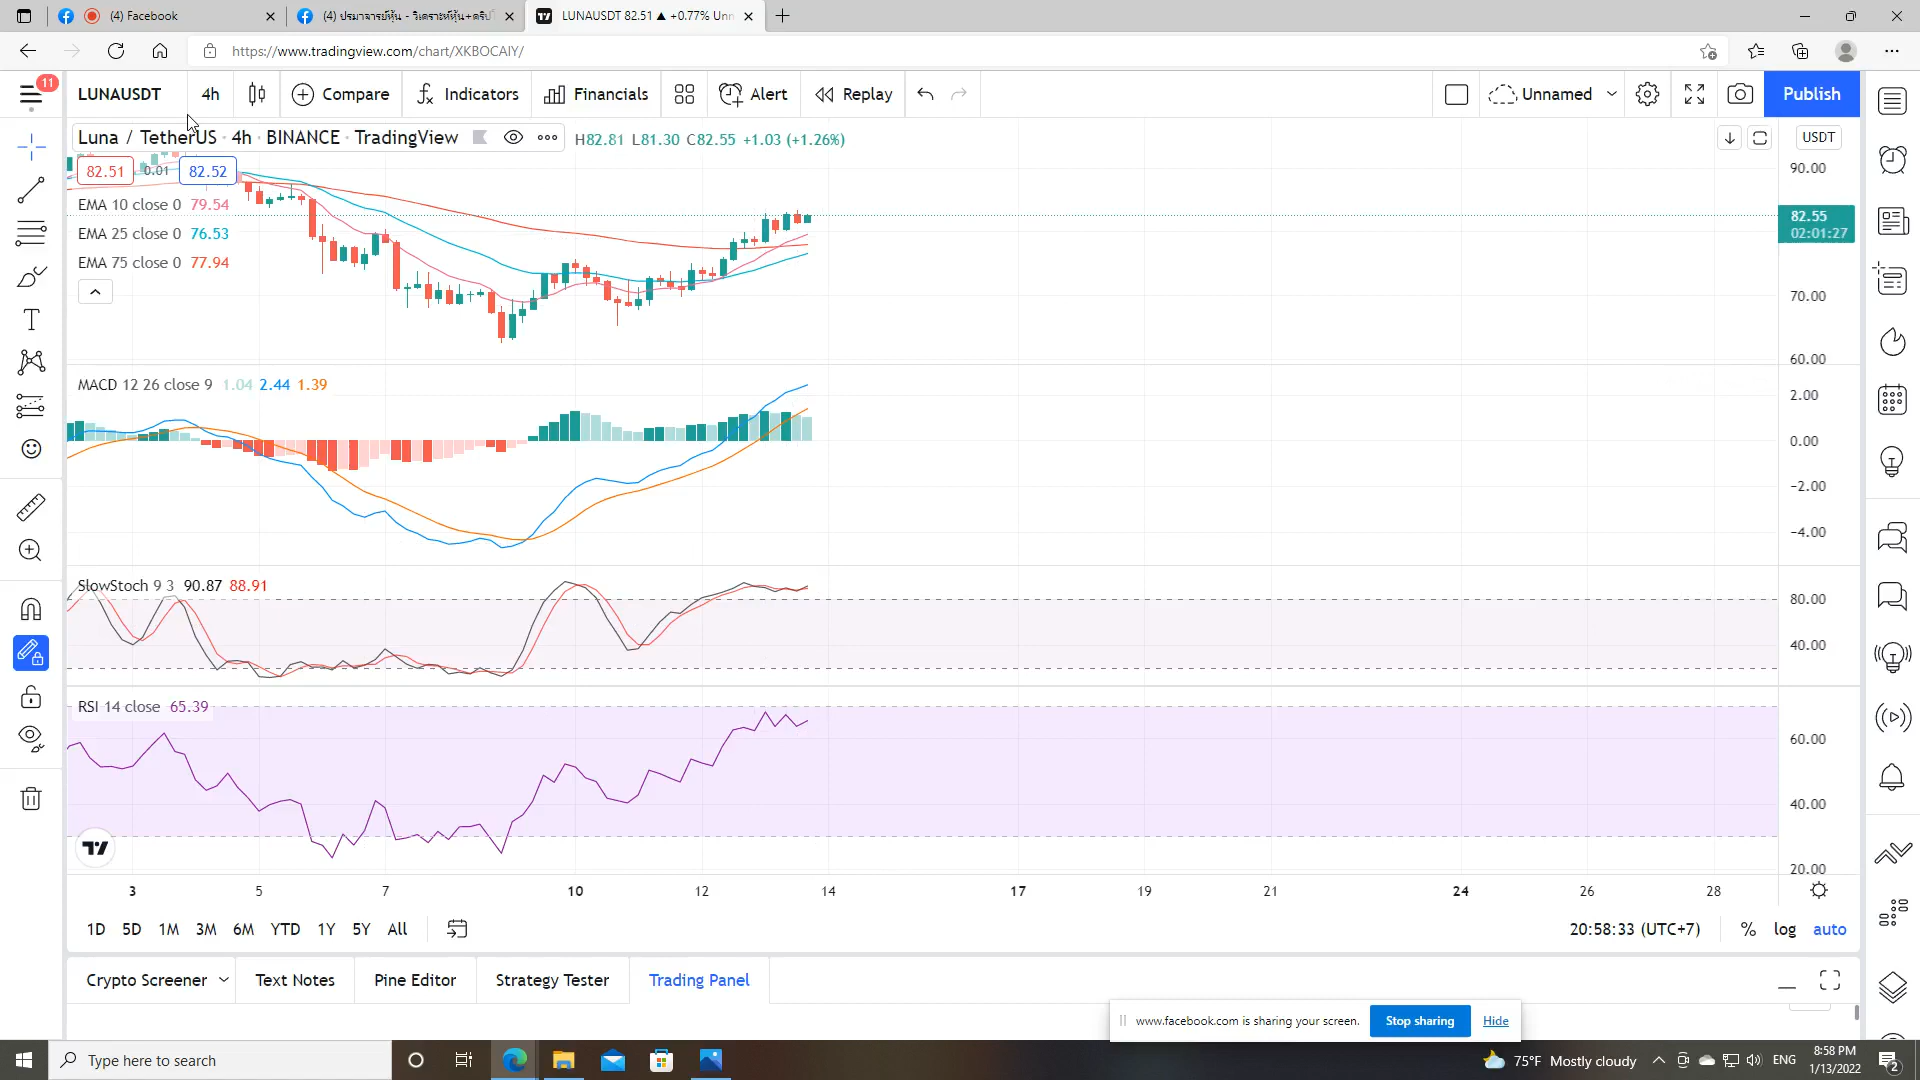 (4) Facebook
(4) ปรมาจารย์หุ้น - วิเคราะห์หุ้น+คริปโ
LUNAUSDT 82.51 ▲ +0.77% Unn
https://www.tradingview.com/chart/XKBOCAIY/
11
LUNAUSDT 4h Compare Indicators Financials Alert Replay Unnamed Publish
Luna / TetherUS · 4h · BINANCE · TradingView H82.81 L81.30 C82.55 +1.03 (+1.26%) USDT
82.51 0.01 82.52
EMA 10 close 0 79.54
EMA 25 close 0 76.53
EMA 75 close 0 77.94
90.00
82.55
02:01:27
70.00
60.00
MACD 12 26 close 9 1.04 2.44 1.39
2.00
0.00
−2.00
−4.00
SlowStoch 9 3 90.87 88.91
80.00
40.00
RSI 14 close 65.39
60.00
40.00
20.00
3 5 7 10 12 14 17 19 21 24 26 28
1D 5D 1M 3M 6M YTD 1Y 5Y All 20:58:33 (UTC+7) % log auto
Crypto Screener Text Notes Pine Editor Strategy Tester Trading Panel
www.facebook.com is sharing your screen. Stop sharing Hide
Type here to search
75°F Mostly cloudy ENG
8:58 PM
1/13/2022
2